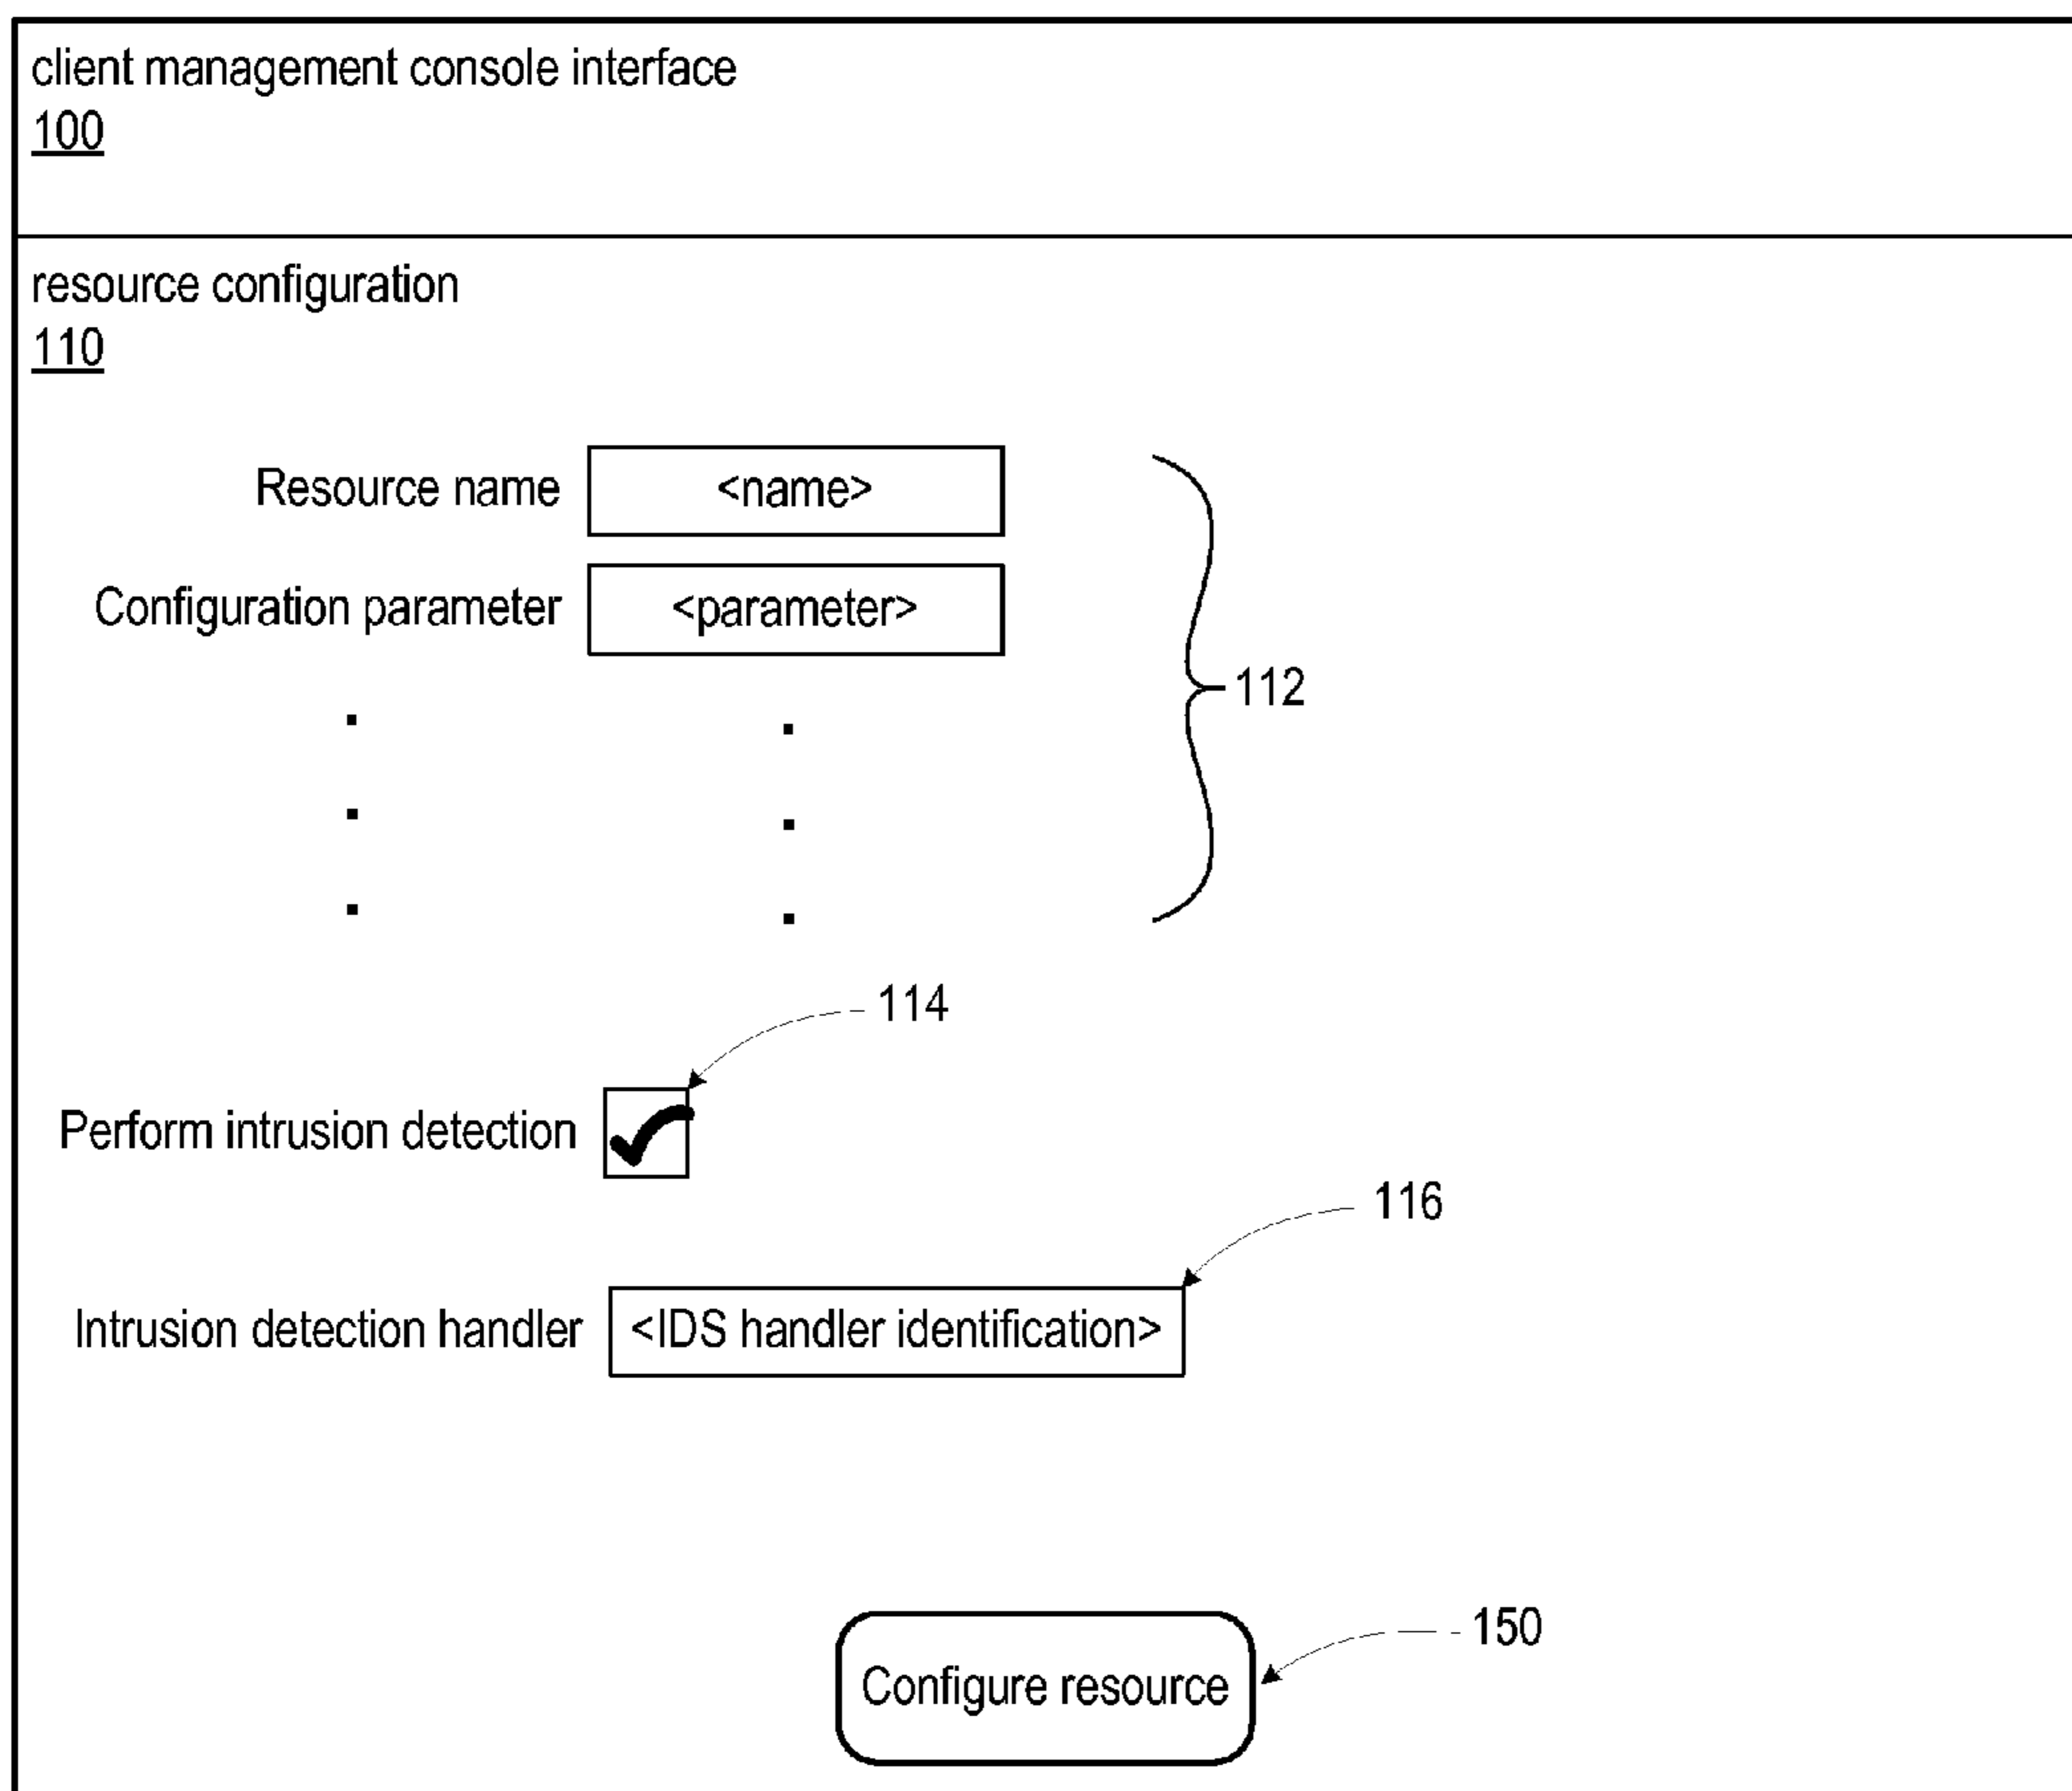 client management console interface
100
resource configuration
110
Resource name <name>
Configuration parameter <parameter>
112
114
Perform intrusion detection
116
Intrusion detection handler <IDS handler identification>
150
Configure resource